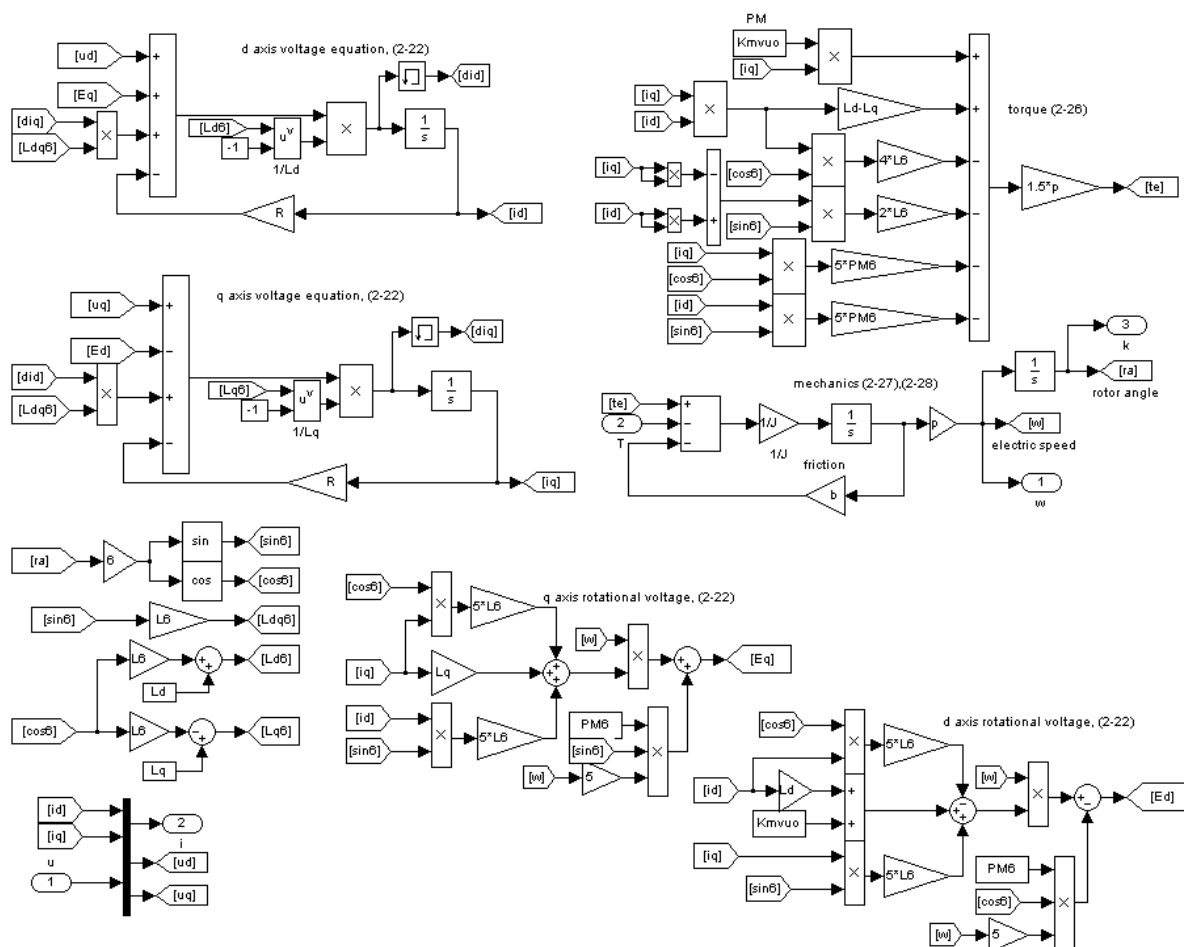 d axis voltage equation, (2-22)
[ud]
+
[Eq]
+
[diq]
[Ldq6]
×
+
−
[Ld6]
-1
u^v
1/Ld
×
[did]
1
s
R
[id]
PM
Kmvuo
[iq]
×
+
[iq]
[id]
×
Ld-Lq
+
torque (2-26)
[iq]
×
−
[cos6]
×
4*L6
−
1.5*p
[te]
[id]
×
+
[sin6]
×
2*L6
−
[iq]
[cos6]
×
5*PM6
−
[id]
[sin6]
×
5*PM6
−
q axis voltage equation, (2-22)
[uq]
+
[Ed]
−
[did]
[Ldq6]
×
+
−
[Lq6]
-1
u^v
1/Lq
×
[diq]
1
s
R
[iq]
mechanics (2-27),(2-28)
[te]
+
2
−
T
−
1/J
1/J
1
s
p
friction
b
1
s
3
k
[ra]
rotor angle
[w]
electric speed
1
w
[ra]
6
sin
[sin6]
cos
[cos6]
[sin6]
L6
[Ldq6]
L6
+
+
[Ld6]
Ld
[cos6]
L6
−
+
[Lq6]
Lq
[id]
[iq]
u
1
2
i
[ud]
[uq]
q axis rotational voltage, (2-22)
[cos6]
×
5*L6
[iq]
Lq
+
+
+
[w]
×
+
+
[Eq]
[id]
[sin6]
×
5*L6
PM6
[sin6]
[w]
5
×
d axis rotational voltage, (2-22)
[cos6]
×
5*L6
[id]
Ld
+
Kmvuo
+
−
+
+
[w]
×
+
−
[Ed]
[iq]
[sin6]
×
5*L6
PM6
[cos6]
[w]
5
×